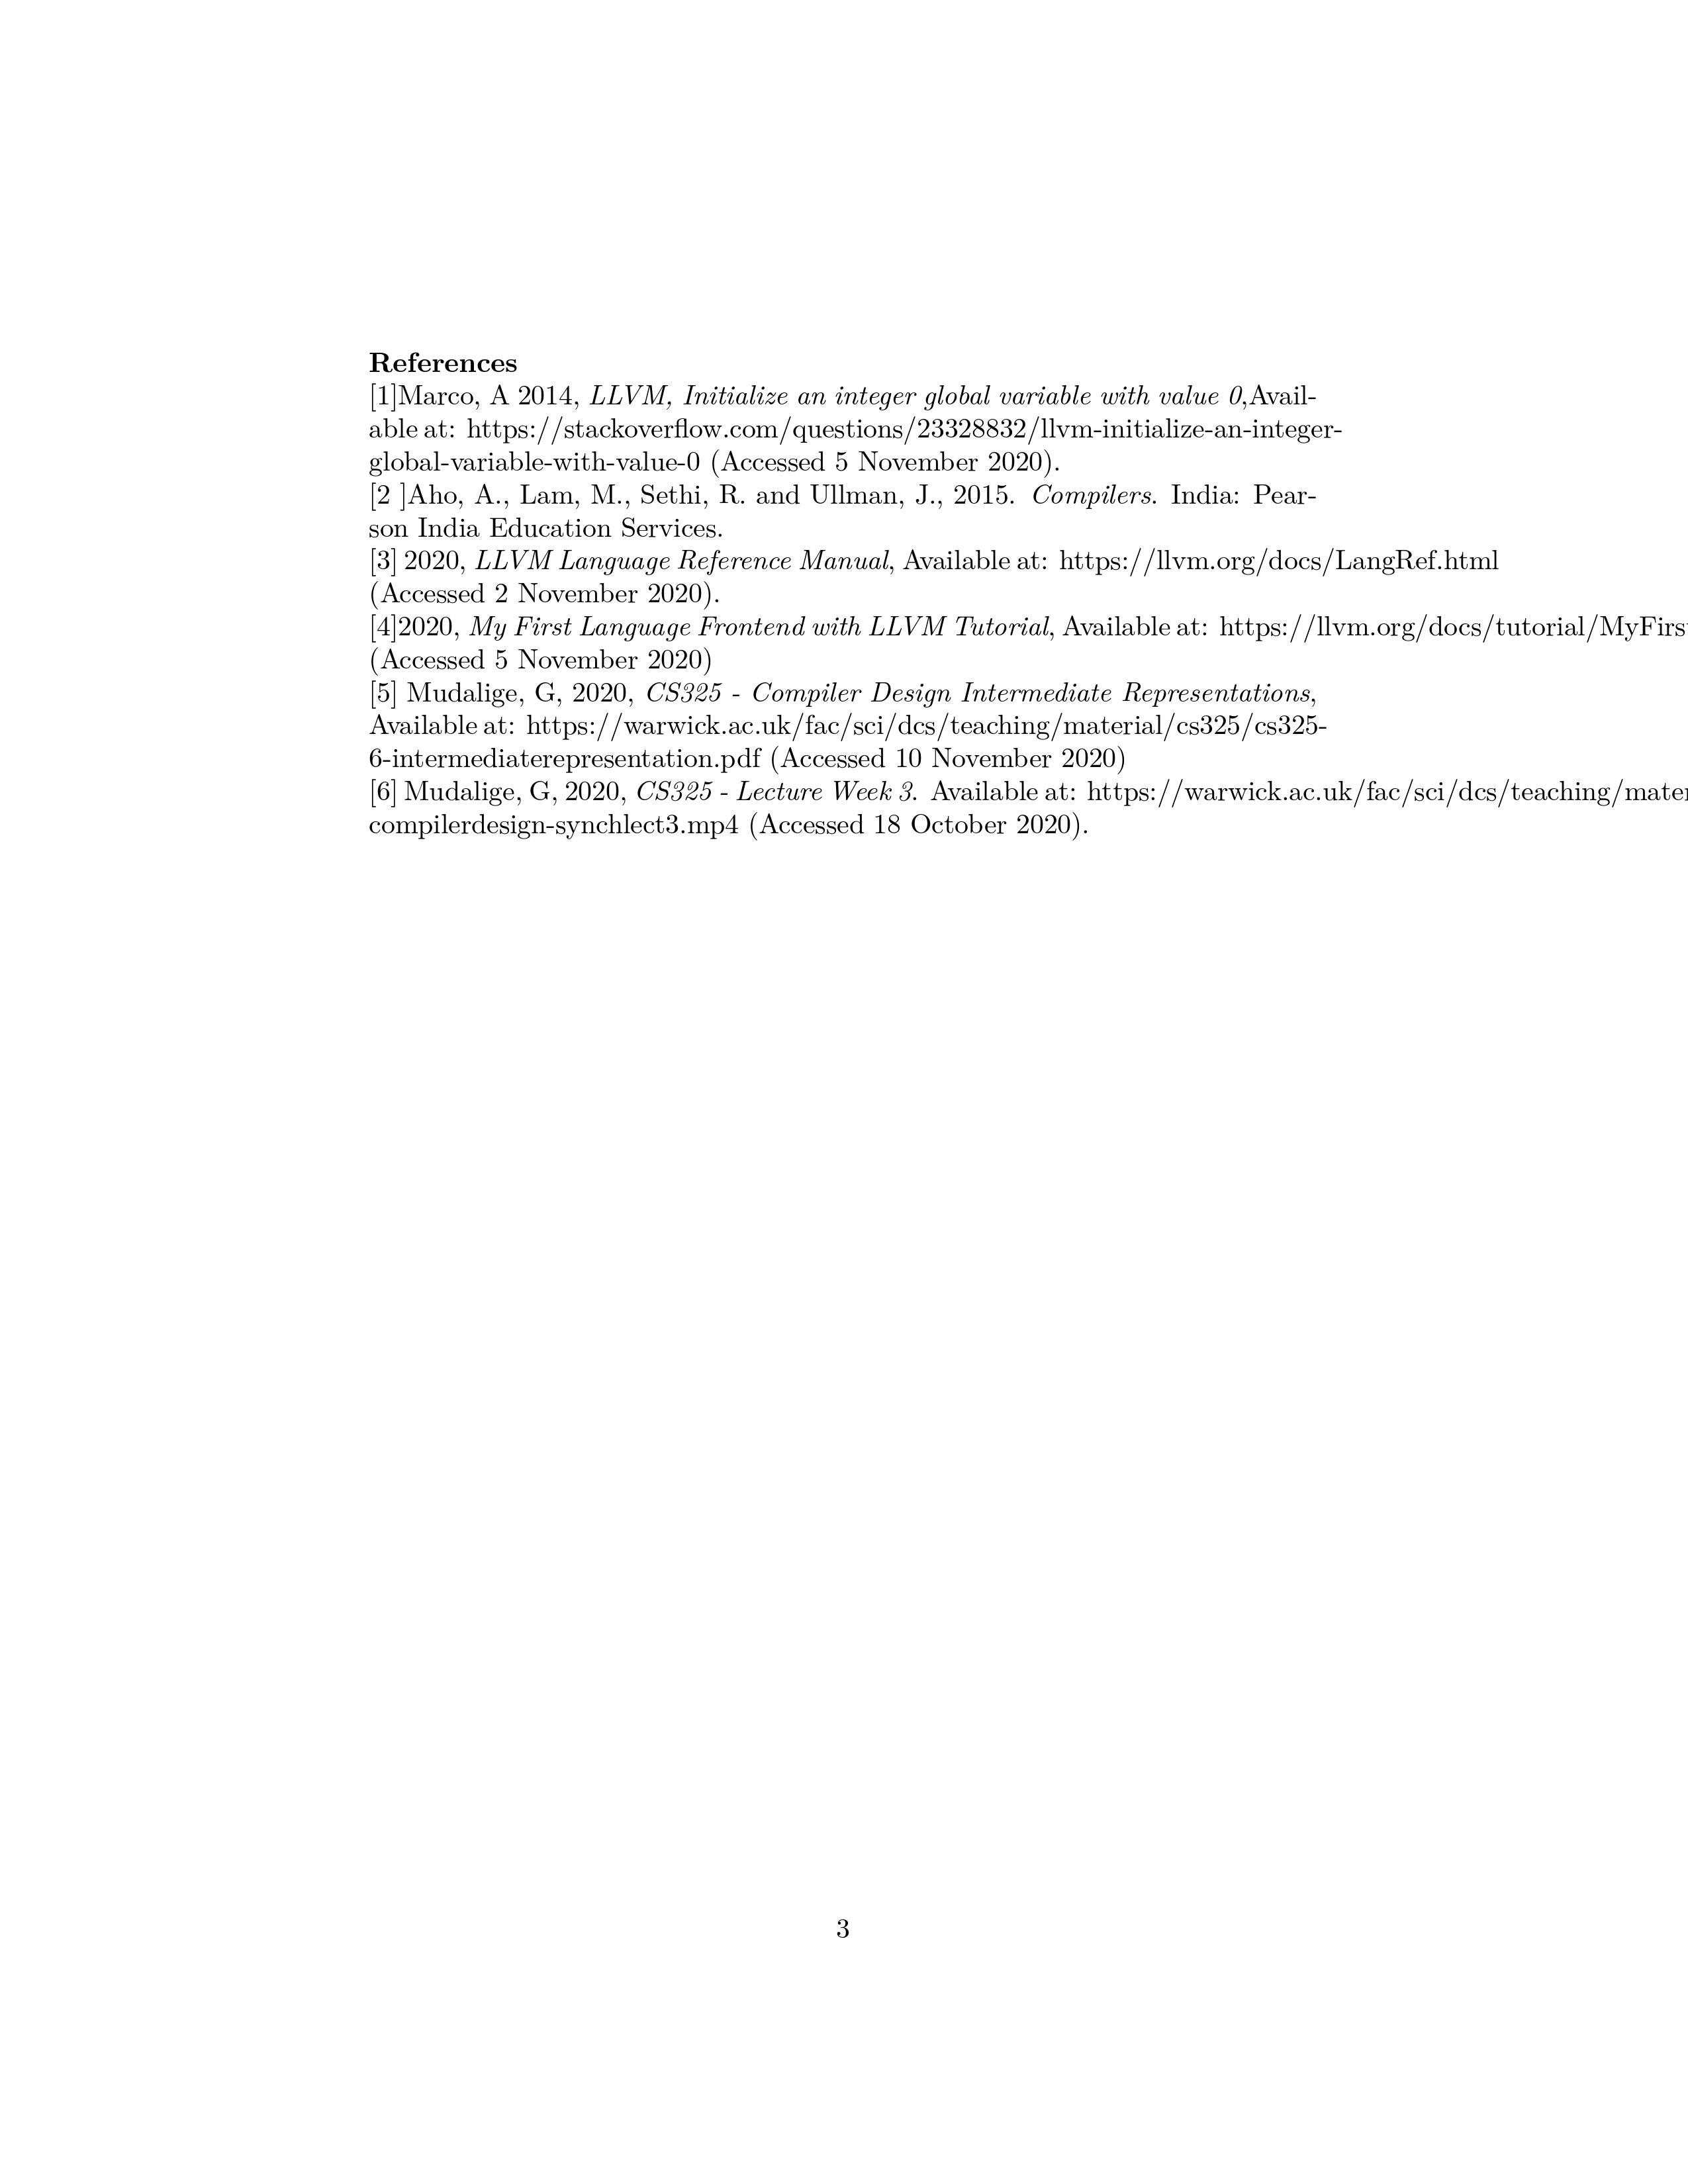 References
[1]Marco, A 2014, LLVM, Initialize an integer global variable with value 0,Avail-
able at: https://stackoverflow.com/questions/23328832/llvm-initialize-an-integer-
global-variable-with-value-0 (Accessed 5 November 2020).
[2 ]Aho, A., Lam, M., Sethi, R. and Ullman, J., 2015. Compilers. India: Pear-
son India Education Services.
[3] 2020, LLVM Language Reference Manual, Available at: https://llvm.org/docs/LangRef.html
(Accessed 2 November 2020).
[4]2020, My First Language Frontend with LLVM Tutorial, Available at: https://llvm.org/docs/tutorial/MyFirst
(Accessed 5 November 2020)
[5] Mudalige, G, 2020, CS325 - Compiler Design Intermediate Representations,
Available at: https://warwick.ac.uk/fac/sci/dcs/teaching/material/cs325/cs325-
6-intermediaterepresentation.pdf (Accessed 10 November 2020)
[6] Mudalige, G, 2020, CS325 - Lecture Week 3. Available at: https://warwick.ac.uk/fac/sci/dcs/teaching/mater
compilerdesign-synchlect3.mp4 (Accessed 18 October 2020).
3